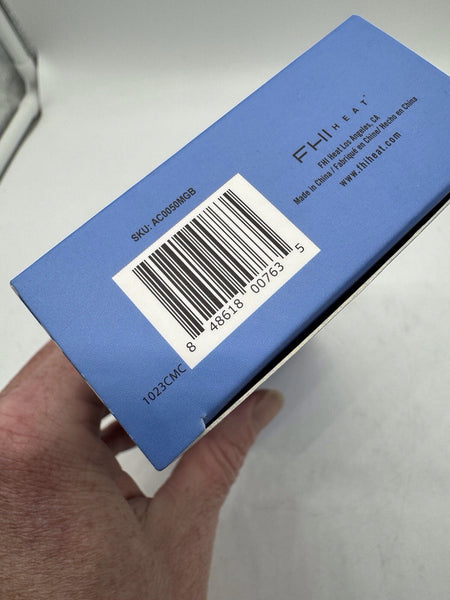 FHI HEAT
FHI Heat Los Angeles, CA
Made in China / Fabriqué en Chine/ Hecho en China
www.fhiheat.com
SKU: AC0050MGB
8 48618 00763 5
1023CMC